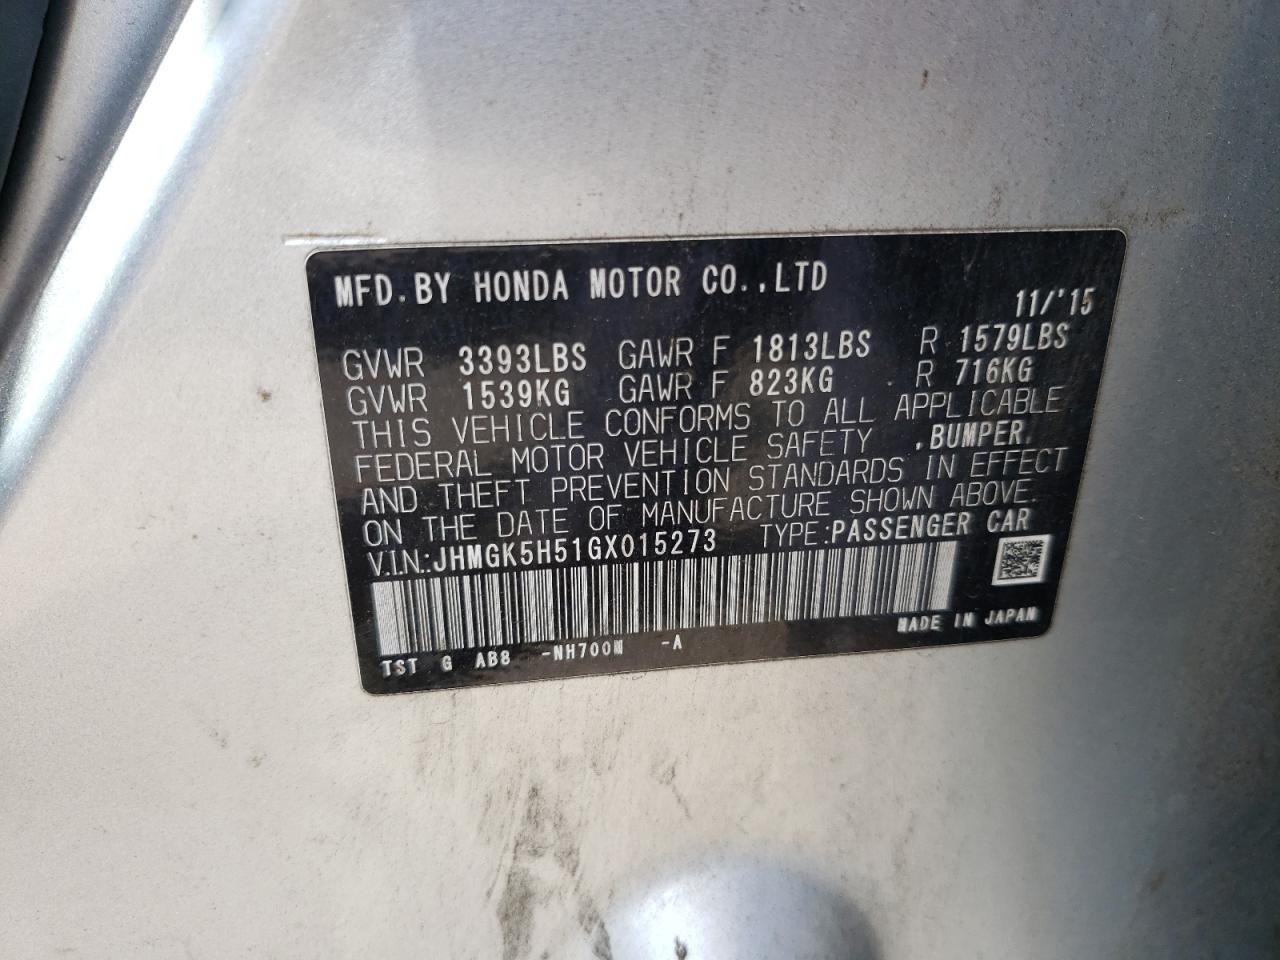 MFD.BY HONDA MOTOR CO.,LTD
11/'15
GVWR 3393LBS GAWR F 1813LBS R 1579LBS
GVWR 1539KG GAWR F 823KG R 716KG
THIS VEHICLE CONFORMS TO ALL APPLICABLE
FEDERAL MOTOR VEHICLE SAFETY ,BUMPER,
AND THEFT PREVENTION STANDARDS IN EFFECT
ON THE DATE OF MANUFACTURE SHOWN ABOVE.
V.I.N.:JHMGK5H51GX015273 TYPE:PASSENGER CAR
MADE IN JAPAN
TST G AB8 -NH700M -A